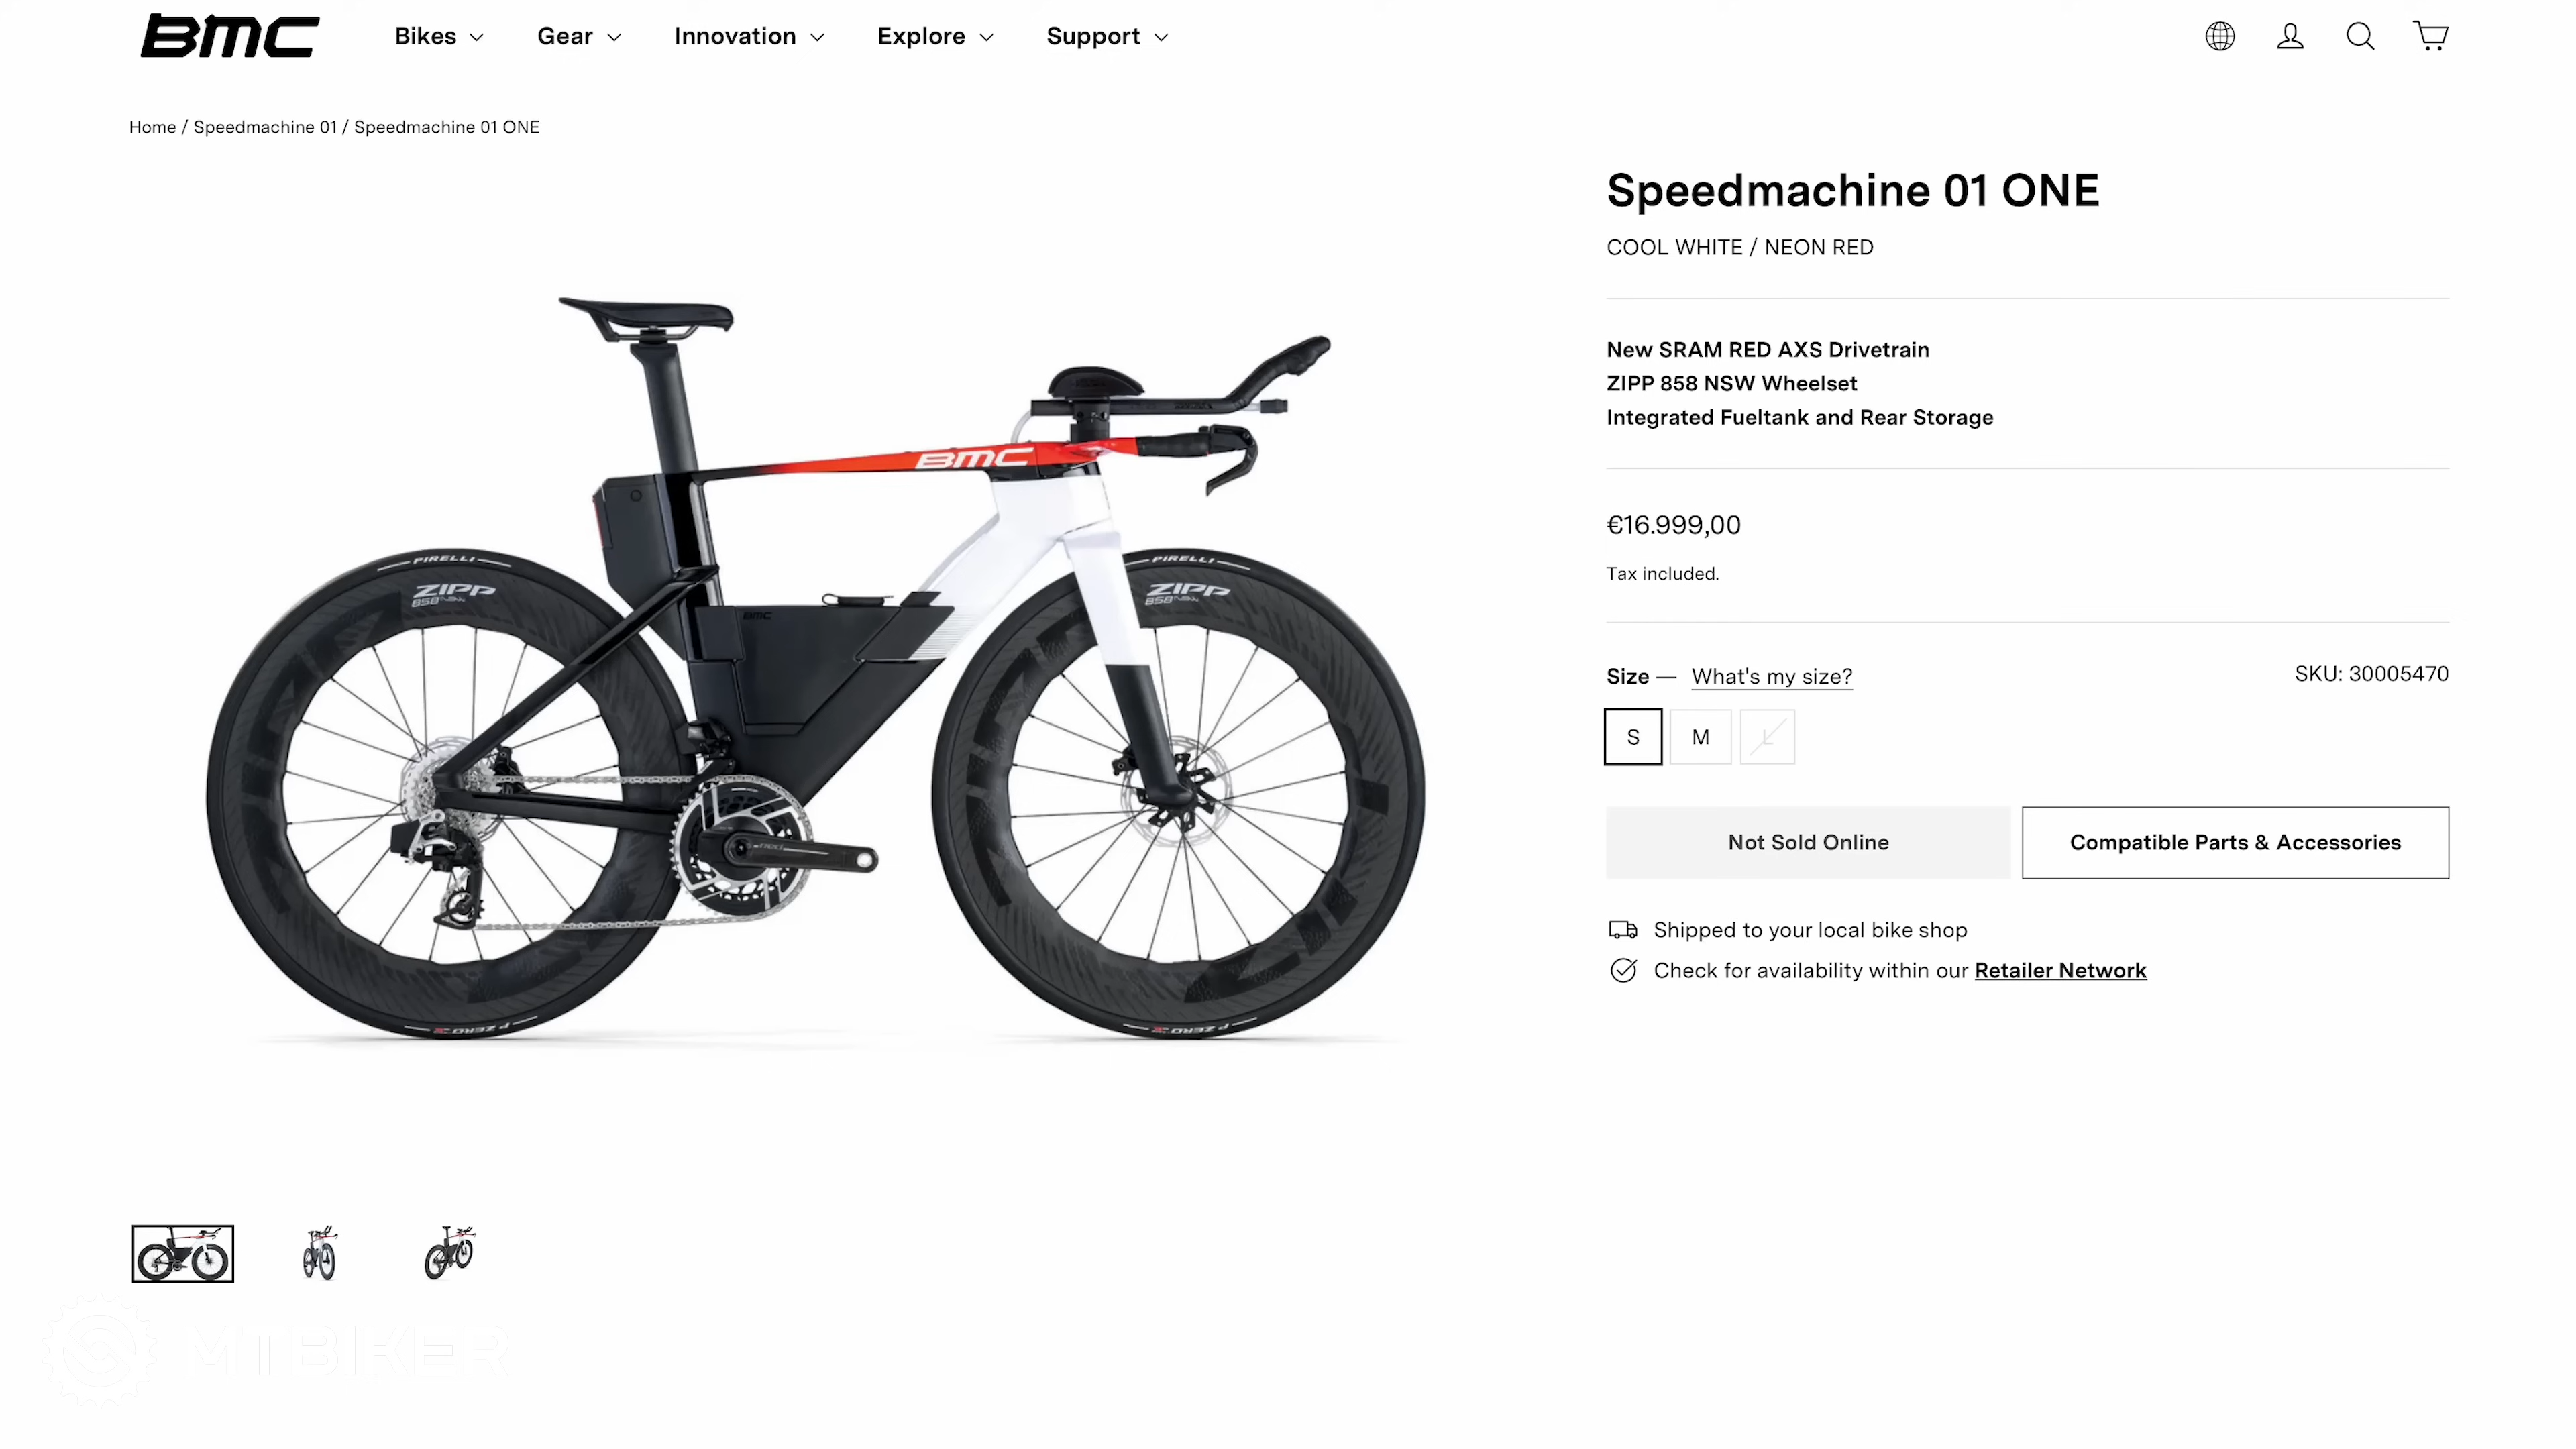 BMC
Bikes Gear Innovation Explore Support
Home / Speedmachine 01 / Speedmachine 01 ONE
Speedmachine 01 ONE
COOL WHITE / NEON RED
New SRAM RED AXS Drivetrain
ZIPP 858 NSW Wheelset
Integrated Fueltank and Rear Storage
€16.999,00
Tax included.
Size — What's my size?
SKU: 30005470
S M L
Not Sold Online
Compatible Parts & Accessories
Shipped to your local bike shop
Check for availability within our Retailer Network
BMC
PIRELLI
ZIPP
858 NSW
PIRELLI
ZIPP
858 NSW
BMC
P ZERO
P ZERO
MTBIKER